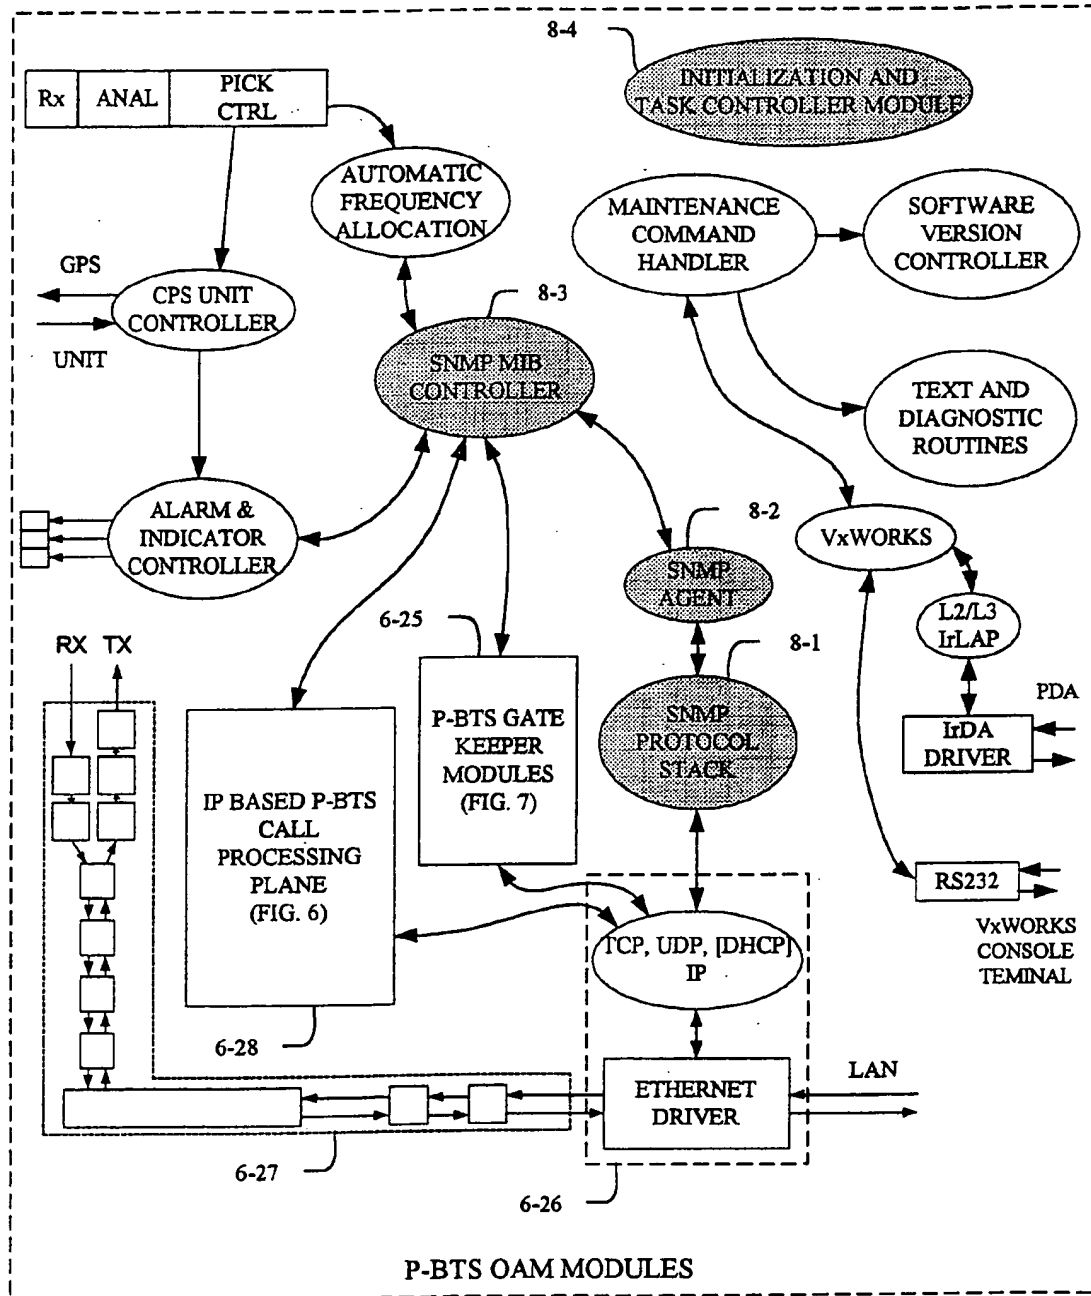 8-4
INITIALIZATION AND
TASK CONTROLLER MODULE
Rx
ANAL
PICK
CTRL
AUTOMATIC
FREQUENCY
ALLOCATION
MAINTENANCE
COMMAND
HANDLER
SOFTWARE
VERSION
CONTROLLER
GPS
UNIT
CPS UNIT
CONTROLLER
8-3
SNMP MIB
CONTROLLER
TEXT AND
DIAGNOSTIC
ROUTINES
ALARM &
INDICATOR
CONTROLLER
8-2
SNMP
AGENT
VxWORKS
L2/L3
IrLAP
6-25
8-1
RX
TX
P-BTS GATE
KEEPER
MODULES
(FIG. 7)
SNMP
PROTOCOL
STACK
PDA
IrDA
DRIVER
IP BASED P-BTS
CALL
PROCESSING
PLANE
(FIG. 6)
RS232
VxWORKS
CONSOLE
TEMINAL
TCP, UDP, [DHCP]
IP
6-28
ETHERNET
DRIVER
LAN
6-27
6-26
P-BTS OAM MODULES